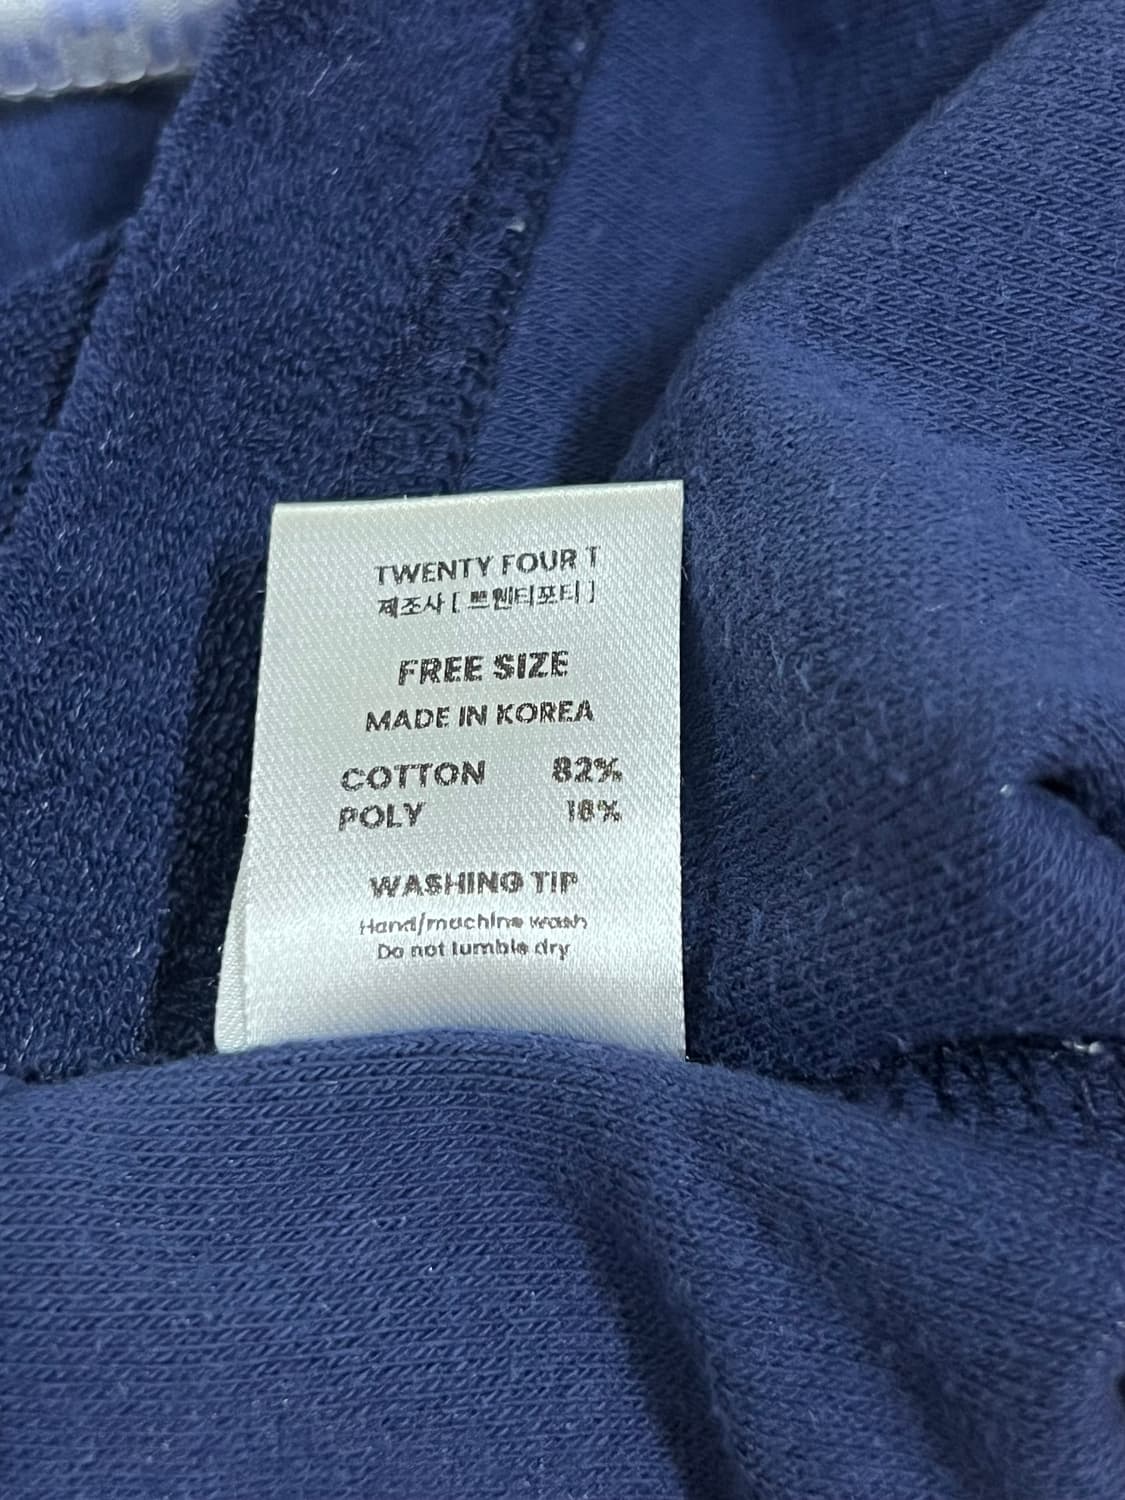 TWENTY FOUR T
제조사 [ 트웬티포티 ]
FREE SIZE
MADE IN KOREA
COTTON 82%
POLY 18%
WASHING TIP
Hand/machine wash
Do not tumble dry